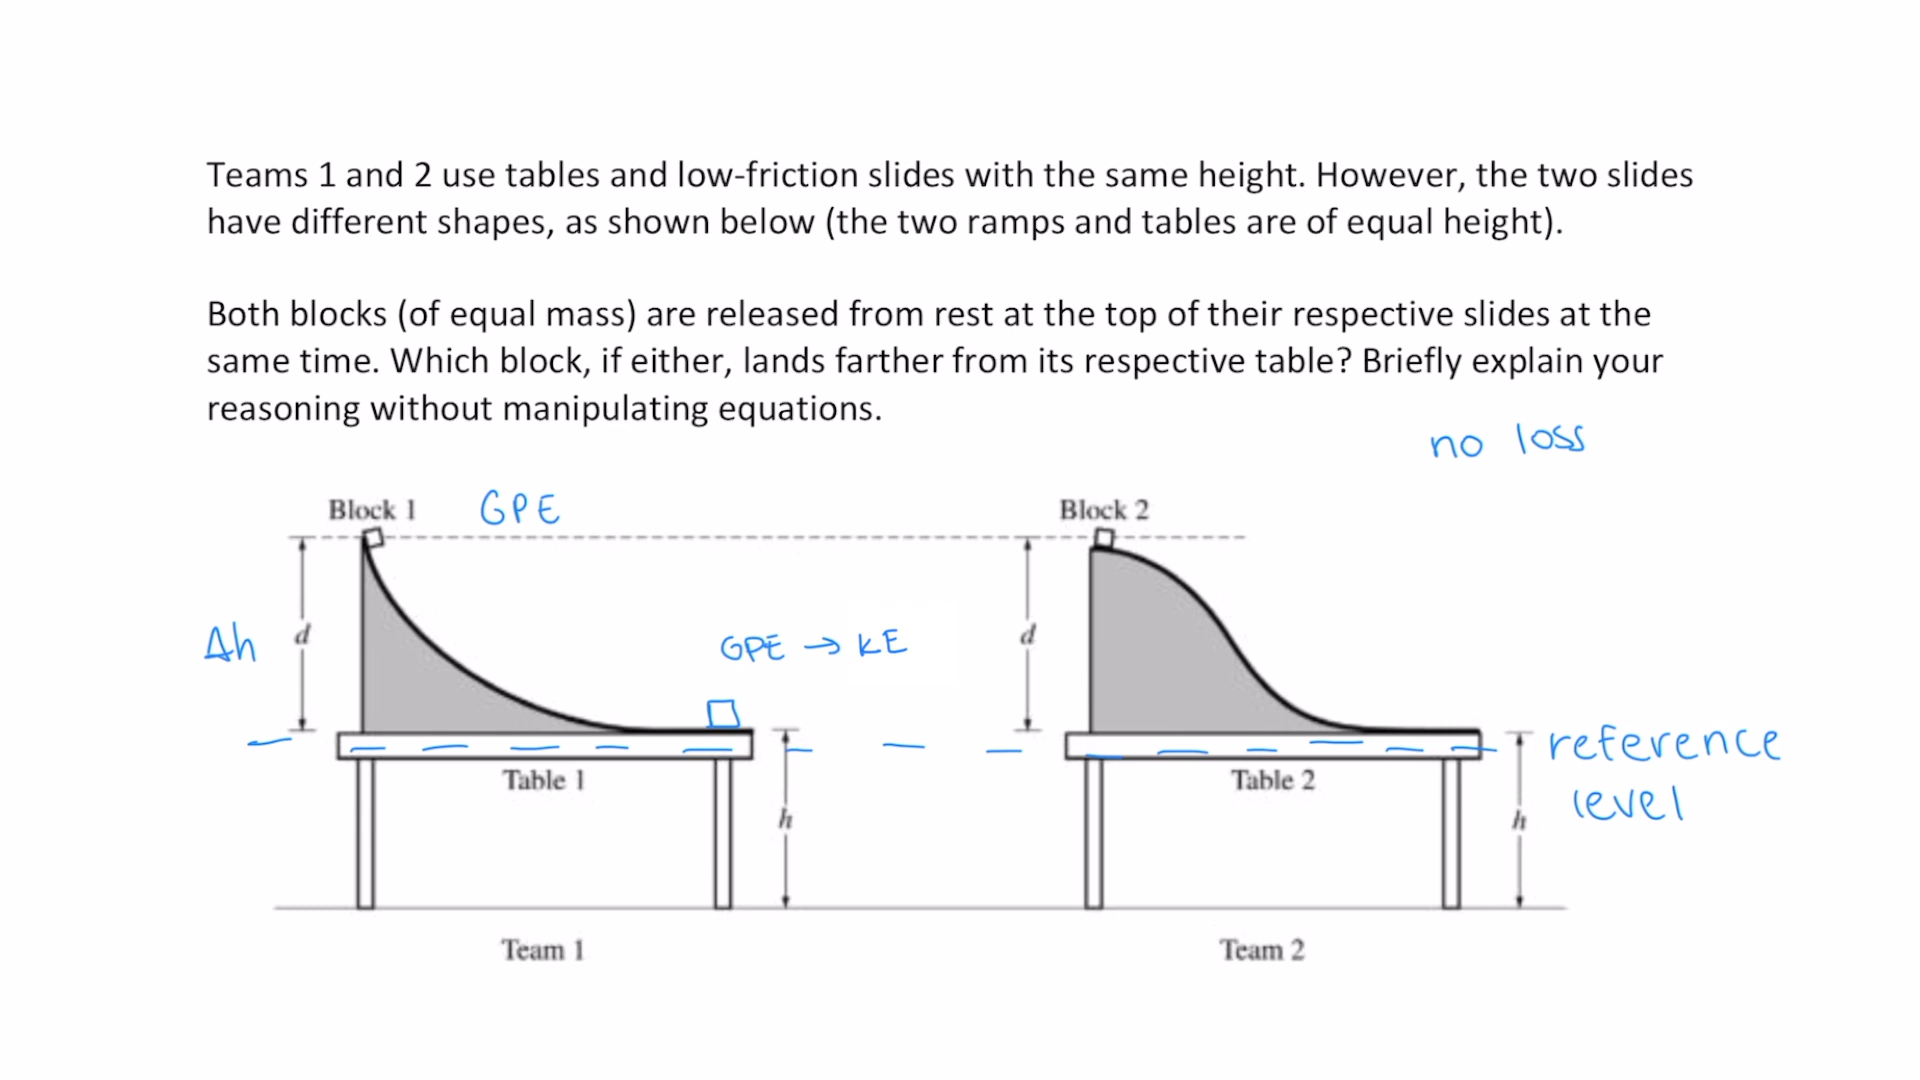 Teams 1 and 2 use tables and low-friction slides with the same height. However, the two slides
have different shapes, as shown below (the two ramps and tables are of equal height).
Both blocks (of equal mass) are released from rest at the top of their respective slides at the
same time. Which block, if either, lands farther from its respective table? Briefly explain your
reasoning without manipulating equations.
no loss
Block 1 GPE Block 2
Δh d GPE → KE d
reference
level
Table 1 Table 2
h h
Team 1 Team 2